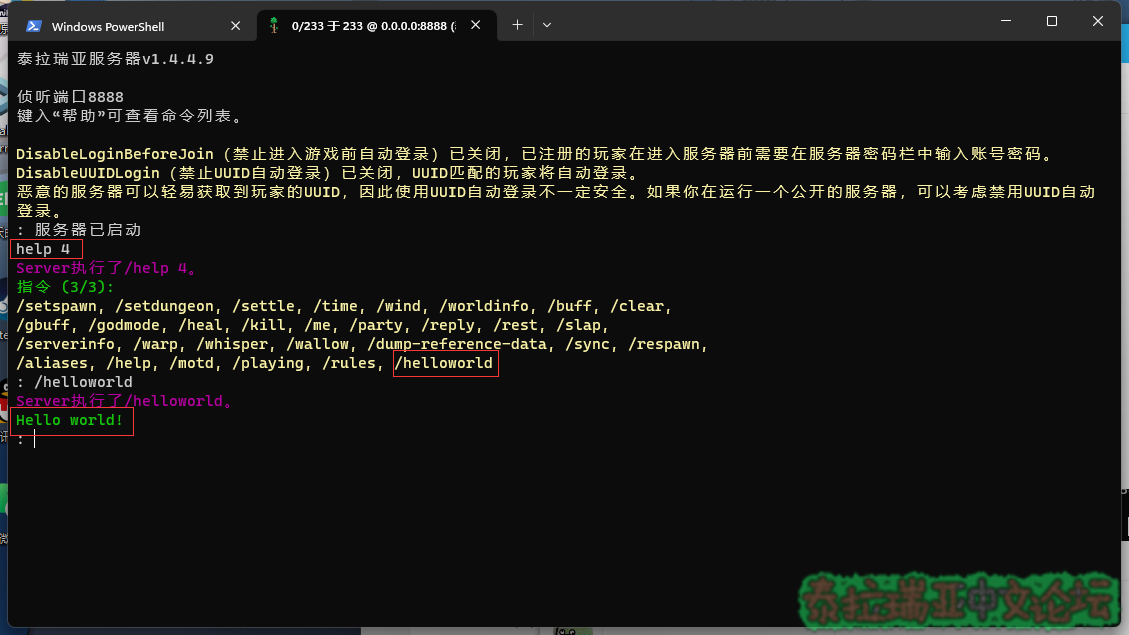 Windows PowerShell
0/233 于 233 @ 0.0.0.0:8888 (
泰拉瑞亚服务器v1.4.4.9
侦听端口8888
键入“帮助”可查看命令列表。
DisableLoginBeforeJoin (禁止进入游戏前自动登录) 已关闭, 已注册的玩家在进入服务器前需要在服务器密码栏中输入账号密码。
DisableUUIDLogin (禁止UUID自动登录) 已关闭, UUID匹配的玩家将自动登录。
恶意的服务器可以轻易获取到玩家的UUID, 因此使用UUID自动登录不一定安全。如果你在运行一个公开的服务器, 可以考虑禁用UUID自动
登录。
: 服务器已启动
help 4
Server执行了/help 4。
指令 (3/3):
/setspawn, /setdungeon, /settle, /time, /wind, /worldinfo, /buff, /clear,
/gbuff, /godmode, /heal, /kill, /me, /party, /reply, /rest, /slap,
/serverinfo, /warp, /whisper, /wallow, /dump-reference-data, /sync, /respawn,
/aliases, /help, /motd, /playing, /rules, /helloworld
: /helloworld
Server执行了/helloworld。
Hello world!
:
泰拉瑞亚中文论坛